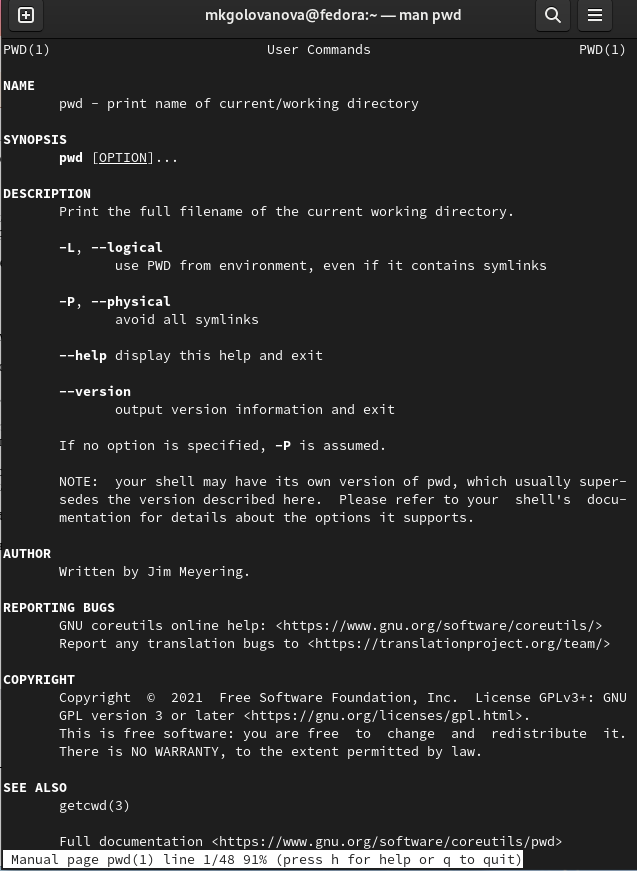 mkgolovanova@fedora:~ — man pwd
PWD(1) User Commands PWD(1)
NAME
pwd - print name of current/working directory
SYNOPSIS
pwd [OPTION]...
DESCRIPTION
Print the full filename of the current working directory.
-L, --logical
use PWD from environment, even if it contains symlinks
-P, --physical
avoid all symlinks
--help display this help and exit
--version
output version information and exit
If no option is specified, -P is assumed.
NOTE:  your shell may have its own version of pwd, which usually super-
sedes the version described here.  Please refer to your  shell's  docu-
mentation for details about the options it supports.
AUTHOR
Written by Jim Meyering.
REPORTING BUGS
GNU coreutils online help: <https://www.gnu.org/software/coreutils/>
Report any translation bugs to <https://translationproject.org/team/>
COPYRIGHT
Copyright  ©  2021  Free Software Foundation, Inc.  License GPLv3+: GNU
GPL version 3 or later <https://gnu.org/licenses/gpl.html>.
This is free software: you are free  to  change  and  redistribute  it.
There is NO WARRANTY, to the extent permitted by law.
SEE ALSO
getcwd(3)
Full documentation <https://www.gnu.org/software/coreutils/pwd>
Manual page pwd(1) line 1/48 91% (press h for help or q to quit)